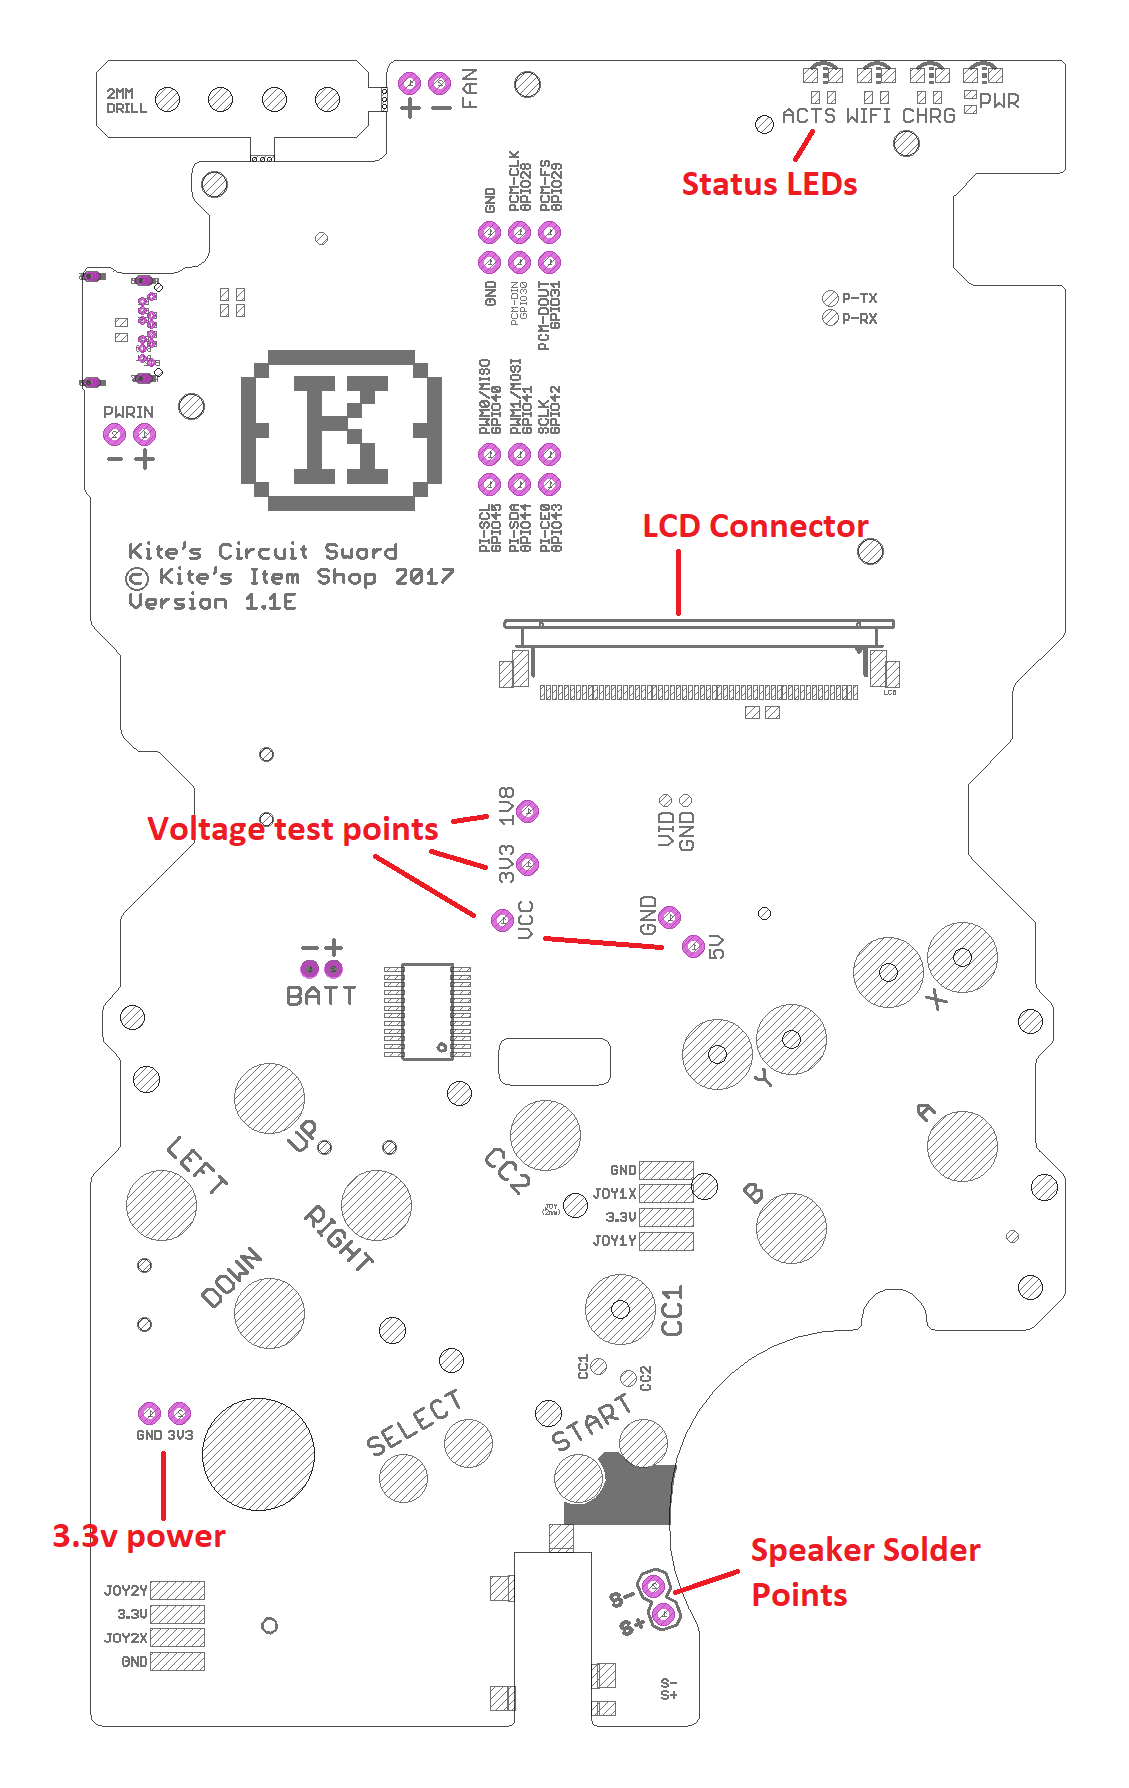 2MM
DRILL
+ -
FAN
ACTS WIFI CHRG
PWR
Status LEDs
GND
PCM-CLK
GPIO28
PCM-FS
GPIO29
GND
PCM-DIN
GPIO30
PCM-DOUT
GPIO31
P-TX
P-RX
PWRIN
- +
K
PWM0/MISO
GPIO40
PWM1/MOSI
GPIO41
SCLK
GPIO42
PI-SCL
GPIO45
PI-SDA
GPIO44
PI-CE0
GPIO43
LCD Connector
Kite's Circuit Sword
© Kite's Item Shop 2017
Version 1.1E
LCD
1V8
VID
GND
Voltage test points
3V3
VCC
GND
5V
- +
BATT
X
Y
A
UP
LEFT
CC2
GND
JOY1X
3.3V
JOY1Y
JOY
(2mm)
B
RIGHT
DOWN
CC1
CC1
CC2
SELECT
START
GND 3V3
3.3v power
Speaker Solder
Points
S-
S+
JOY2Y
3.3V
JOY2X
GND
S-
S+